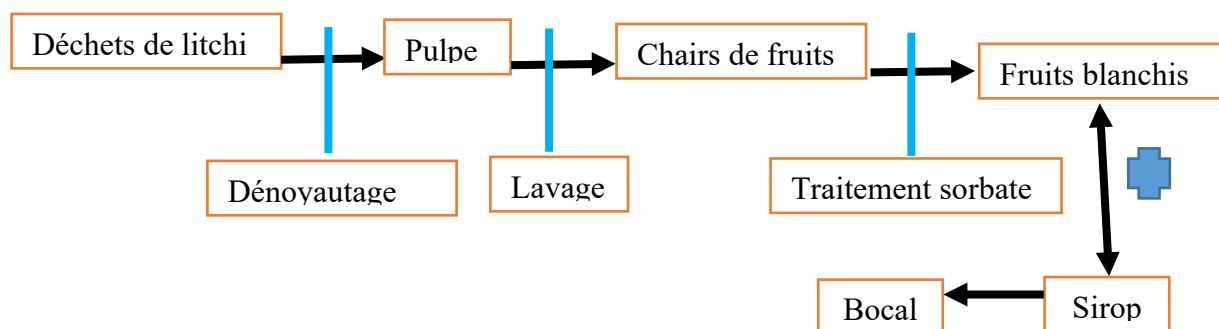 Déchets de litchi
Pulpe
Chairs de fruits
Fruits blanchis
Dénoyautage
Lavage
Traitement sorbate
Bocal
Sirop